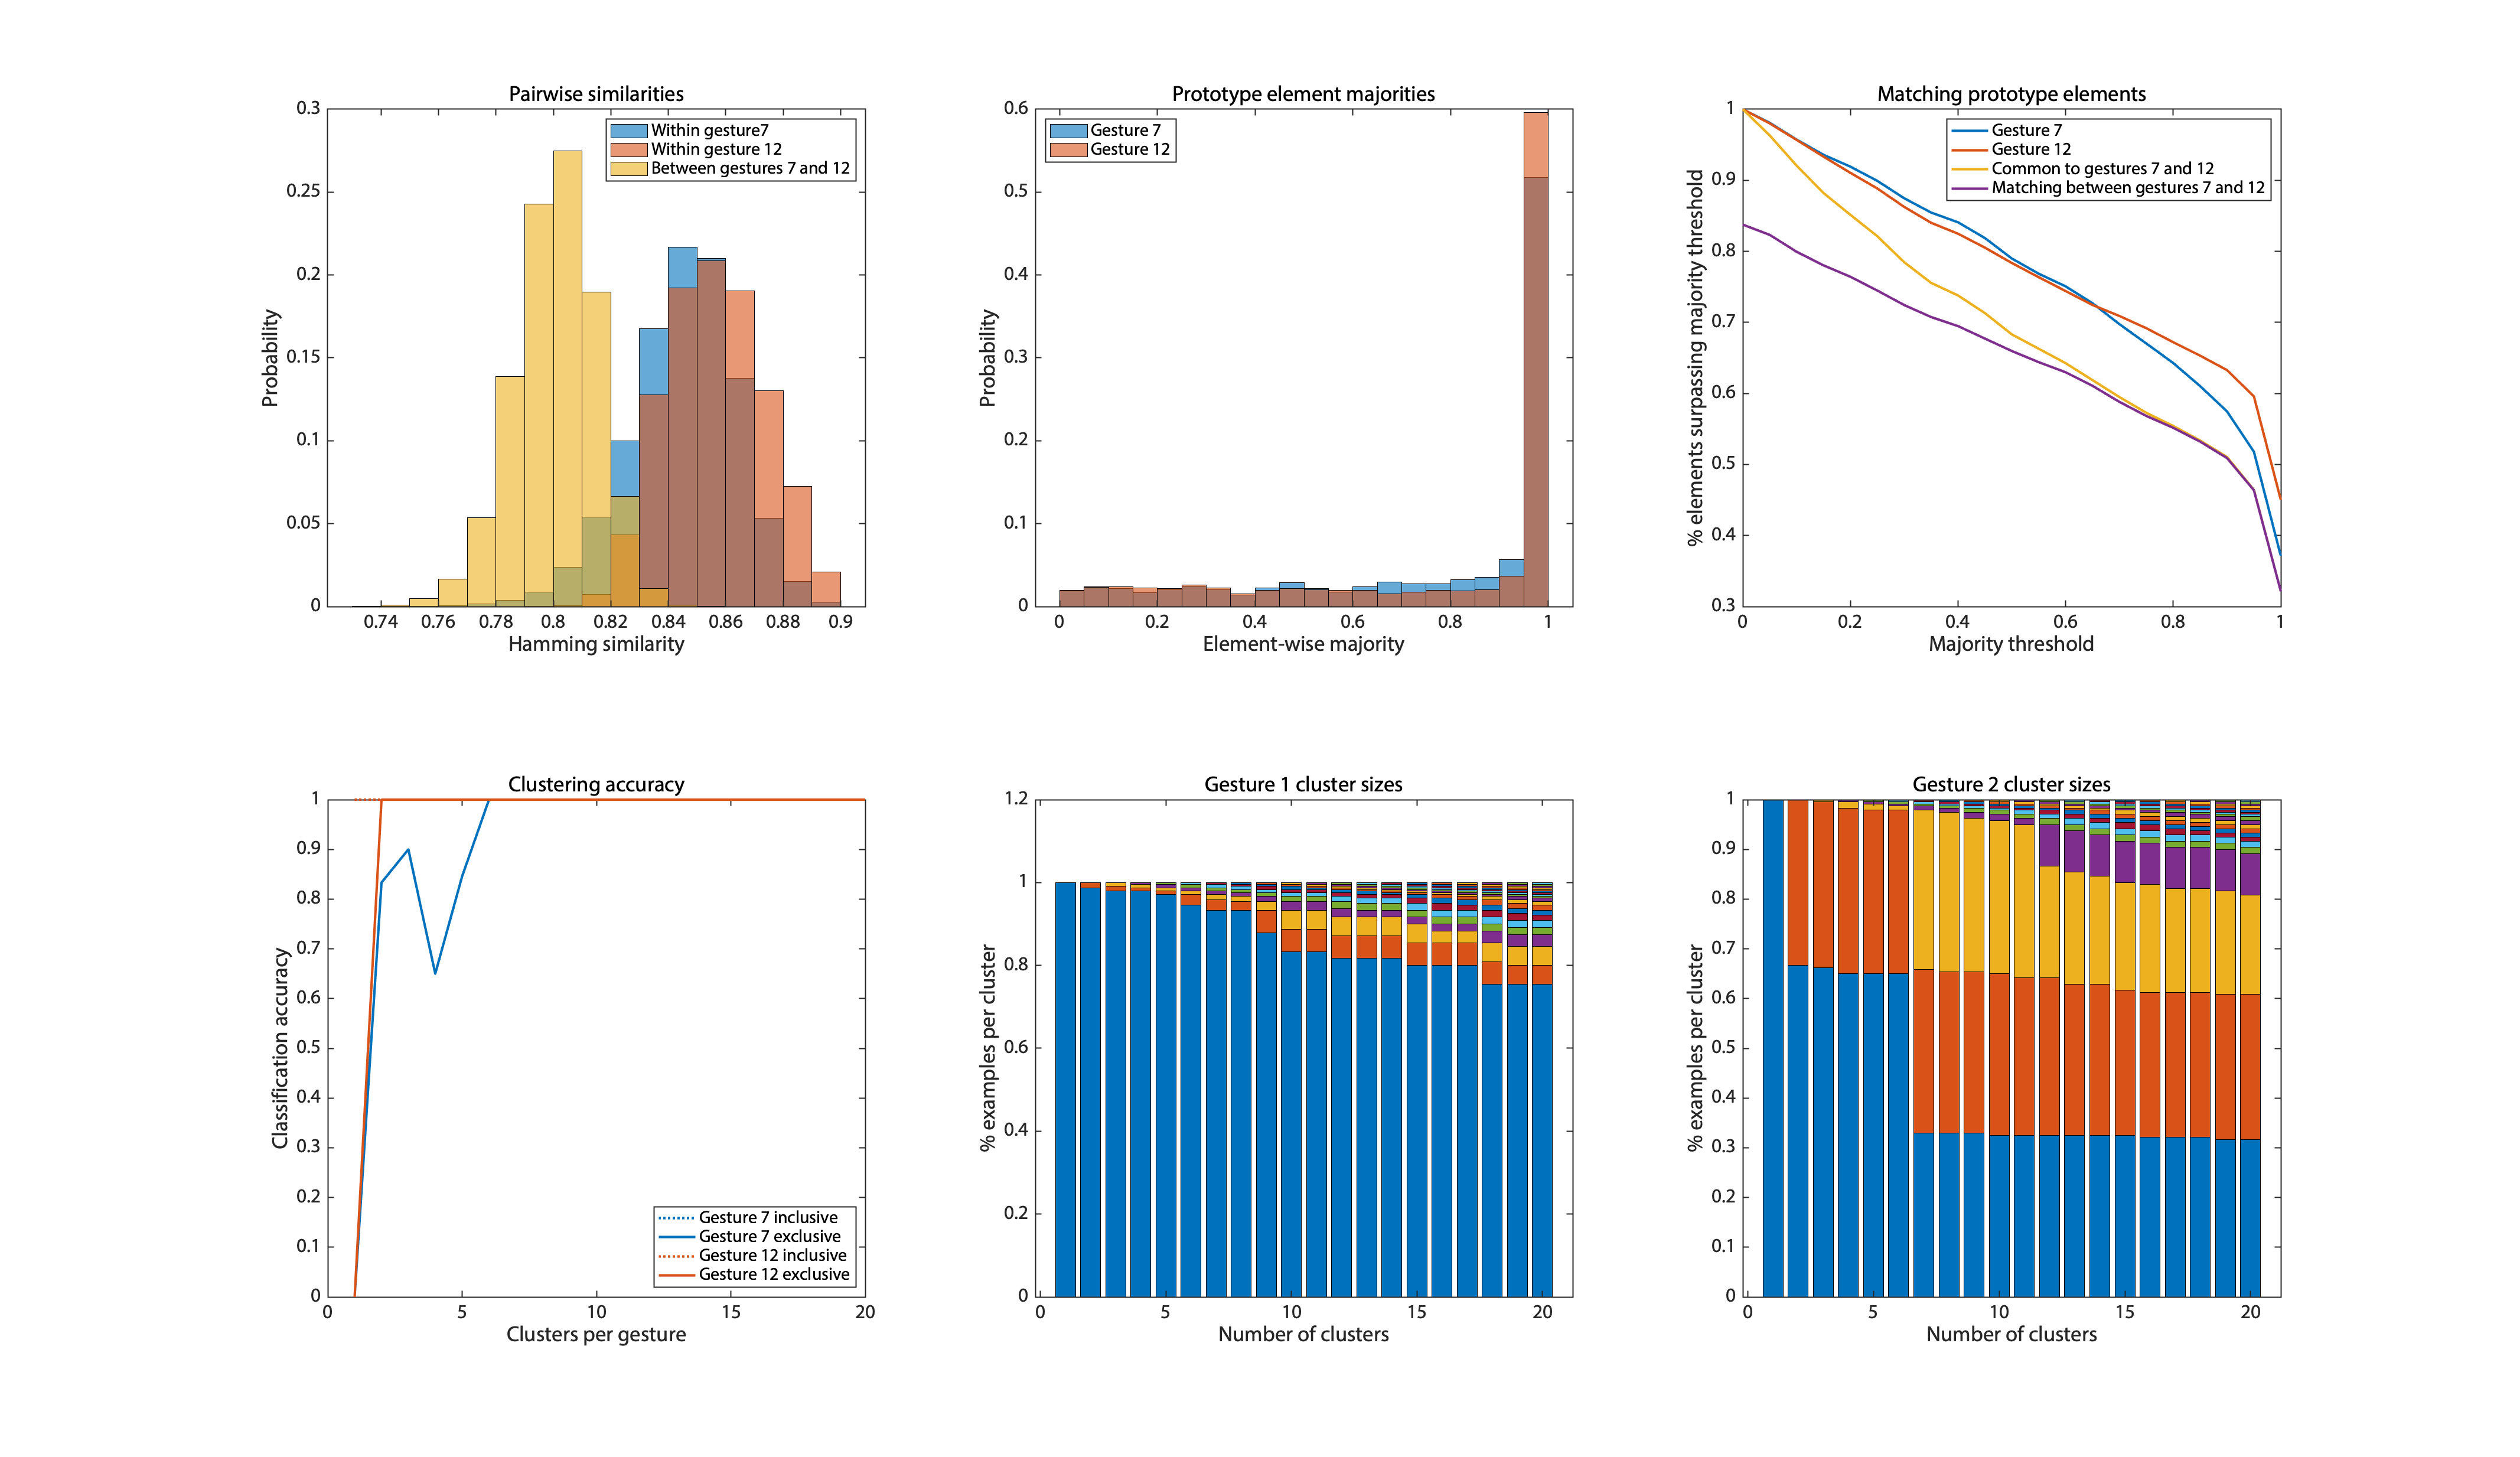 Pairwise similarities
0.3
0.25
0.2
0.15
0.1
0.05
0
Probability
Within gesture7
Within gesture 12
Between gestures 7 and 12
0.74 0.76 0.78 0.8 0.82 0.84 0.86 0.88 0.9
Hamming similarity
Prototype element majorities
0.6
0.5
0.4
0.3
0.2
0.1
0
Probability
Gesture 7
Gesture 12
0 0.2 0.4 0.6 0.8 1
Element-wise majority
Matching prototype elements
1
0.9
0.8
0.7
0.6
0.5
0.4
0.3
% elements surpassing majority threshold
Gesture 7
Gesture 12
Common to gestures 7 and 12
Matching between gestures 7 and 12
0 0.2 0.4 0.6 0.8 1
Majority threshold
Clustering accuracy
1
0.9
0.8
0.7
0.6
0.5
0.4
0.3
0.2
0.1
0
Classification accuracy
Gesture 7 inclusive
Gesture 7 exclusive
Gesture 12 inclusive
Gesture 12 exclusive
0 5 10 15 20
Clusters per gesture
Gesture 1 cluster sizes
1.2
1
0.8
0.6
0.4
0.2
0
% examples per cluster
0 5 10 15 20
Number of clusters
Gesture 2 cluster sizes
1
0.9
0.8
0.7
0.6
0.5
0.4
0.3
0.2
0.1
0
% examples per cluster
0 5 10 15 20
Number of clusters